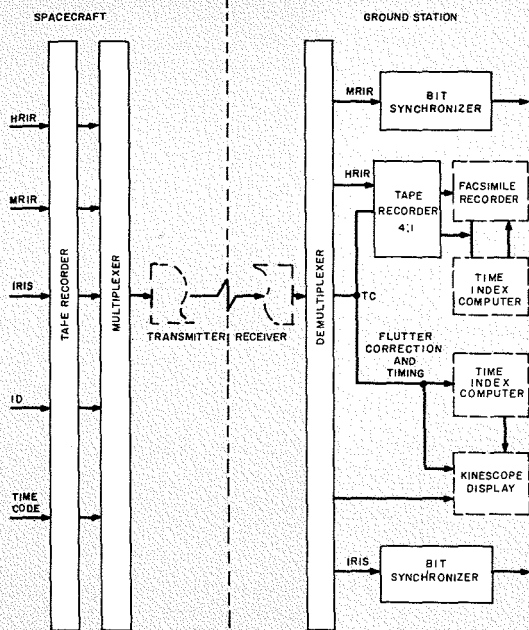 SPACECRAFT
GROUND STATION
HRIR
MRIR
IRIS
ID
TIME
CODE
TAPE RECORDER
MULTIPLEXER
TRANSMITTER
RECEIVER
DEMULTIPLEXER
MRIR
BIT
SYNCHRONIZER
HRIR
TAPE
RECORDER
4:1
FACSIMILE
RECORDER
TIME
INDEX
COMPUTER
TC
FLUTTER
CORRECTION
AND
TIMING
TIME
INDEX
COMPUTER
KINESCOPE
DISPLAY
IRIS
BIT
SYNCHRONIZER